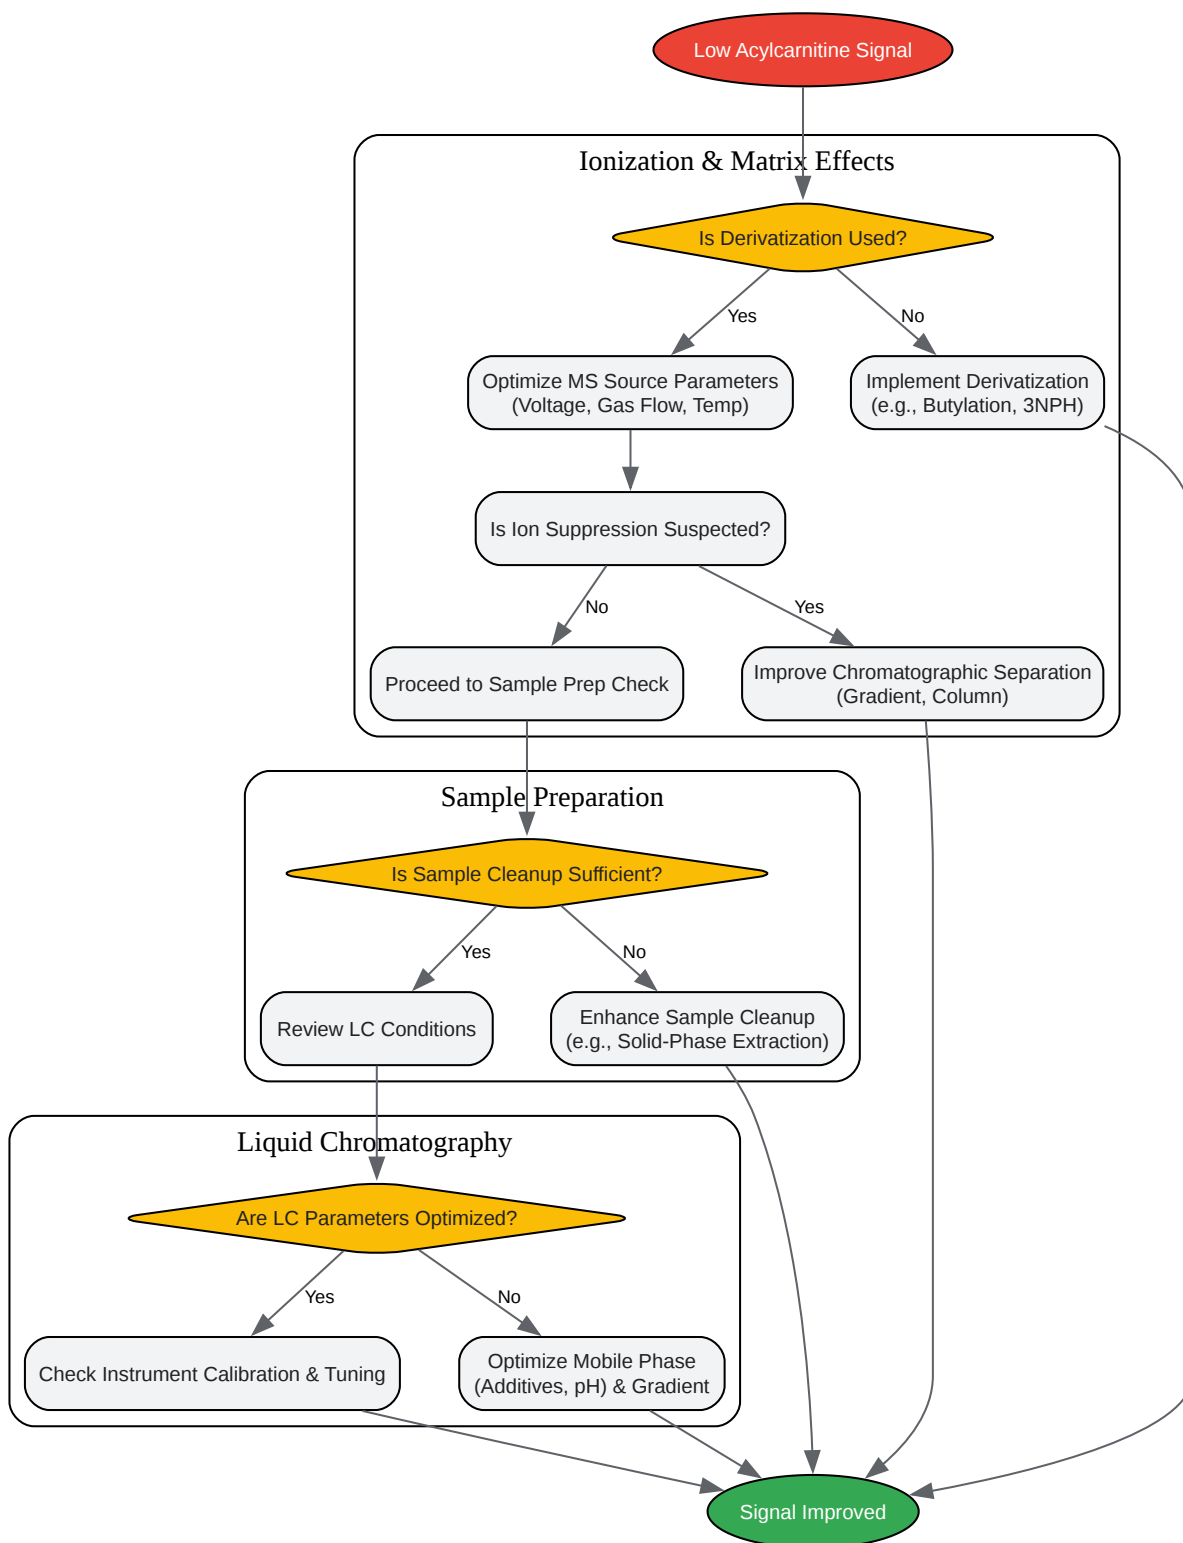 Low Acylcarnitine Signal
Ionization & Matrix Effects
Is Derivatization Used?
Yes
No
Optimize MS Source Parameters
(Voltage, Gas Flow, Temp)
Implement Derivatization
(e.g., Butylation, 3NPH)
Is Ion Suppression Suspected?
No
Yes
Proceed to Sample Prep Check
Improve Chromatographic Separation
(Gradient, Column)
Sample Preparation
Is Sample Cleanup Sufficient?
Yes
No
Review LC Conditions
Enhance Sample Cleanup
(e.g., Solid-Phase Extraction)
Liquid Chromatography
Are LC Parameters Optimized?
Yes
No
Check Instrument Calibration & Tuning
Optimize Mobile Phase
(Additives, pH) & Gradient
Signal Improved